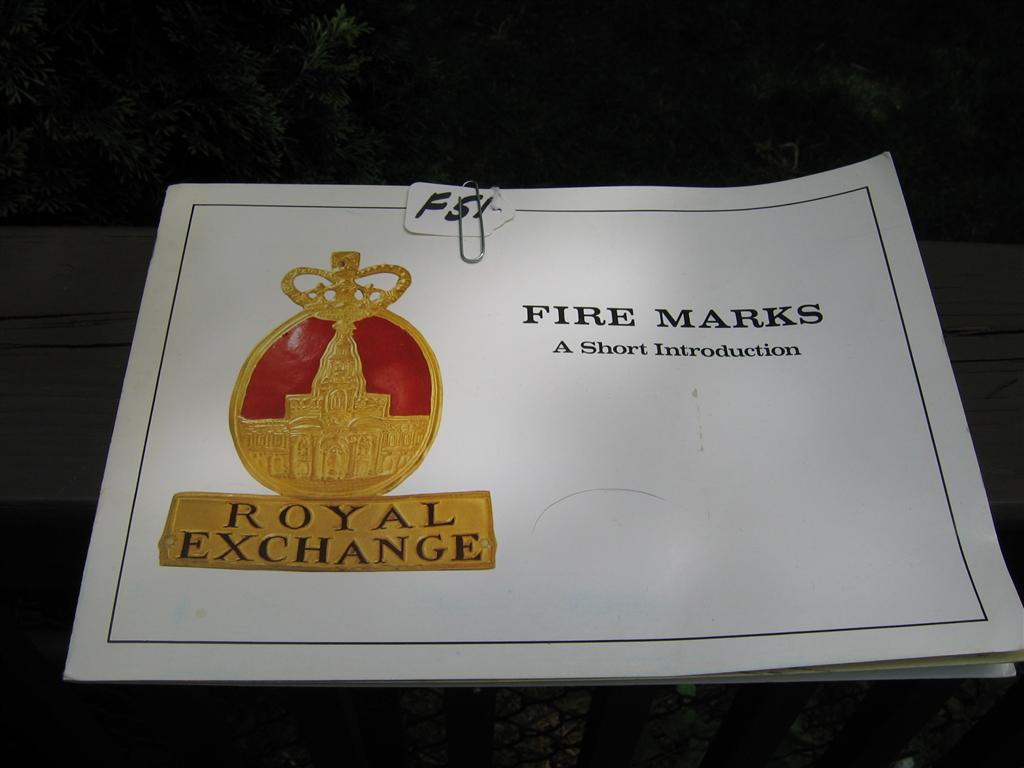 F51
FIRE MARKS
A Short Introduction
ROYAL
EXCHANGE